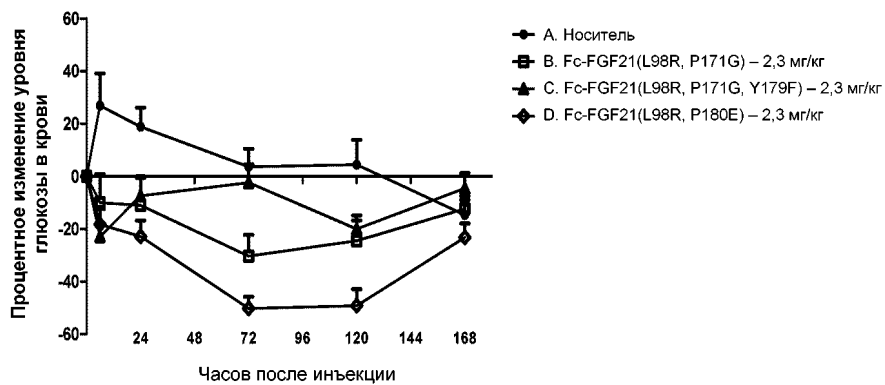 60
40
20
0
-20
-40
-60
24
48
72
96
120
144
168
Процентное изменение уровня
глюкозы в крови
Часов после инъекции
A. Носитель
B. Fc-FGF21(L98R, P171G) – 2,3 мг/кг
C. Fc-FGF21(L98R, P171G, Y179F) – 2,3 мг/кг
D. Fc-FGF21(L98R, P180E) – 2,3 мг/кг